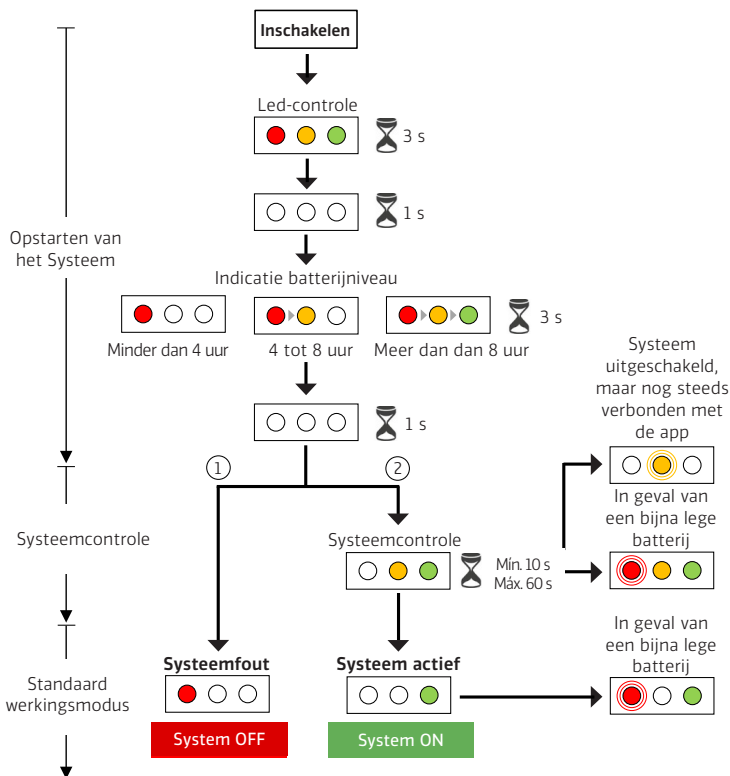 Inschakelen
Led-controle
3 s
1 s
Opstarten van
het Systeem
Indicatie batterijniveau
3 s
Minder dan 4 uur
4 tot 8 uur
Meer dan dan 8 uur
1 s
Systeem
uitgeschakeld,
maar nog steeds
verbonden met
de app
1
2
In geval van
een bijna lege
batterij
Systeemcontrole
Systeemcontrole
Mín. 10 s
Máx. 60 s
In geval van
een bijna lege
batterij
Standaard
werkingsmodus
Systeemfout
Systeem actief
System OFF
System ON